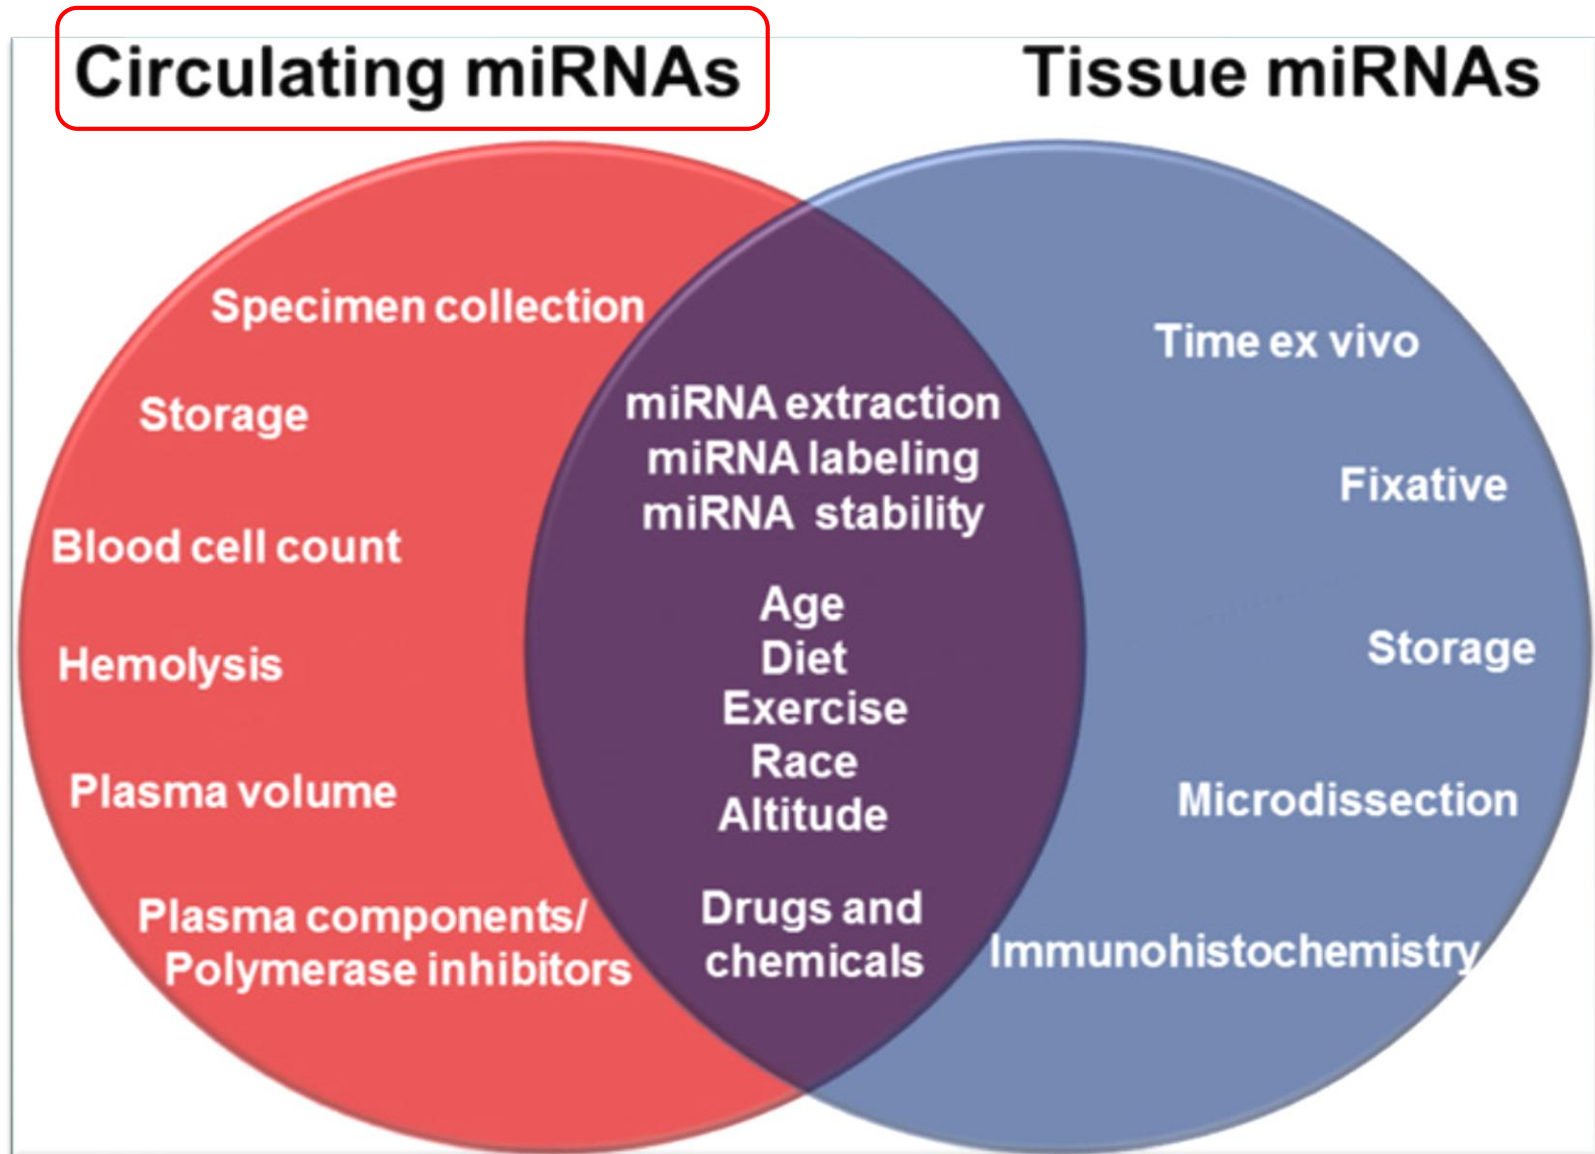 Circulating miRNAs
Tissue miRNAs
Specimen collection
Storage
Blood cell count
Hemolysis
Plasma volume
Plasma components/
Polymerase inhibitors
miRNA extraction
miRNA labeling
miRNA stability
Age
Diet
Exercise
Race
Altitude
Drugs and
chemicals
Time ex vivo
Fixative
Storage
Microdissection
Immunohistochemistry